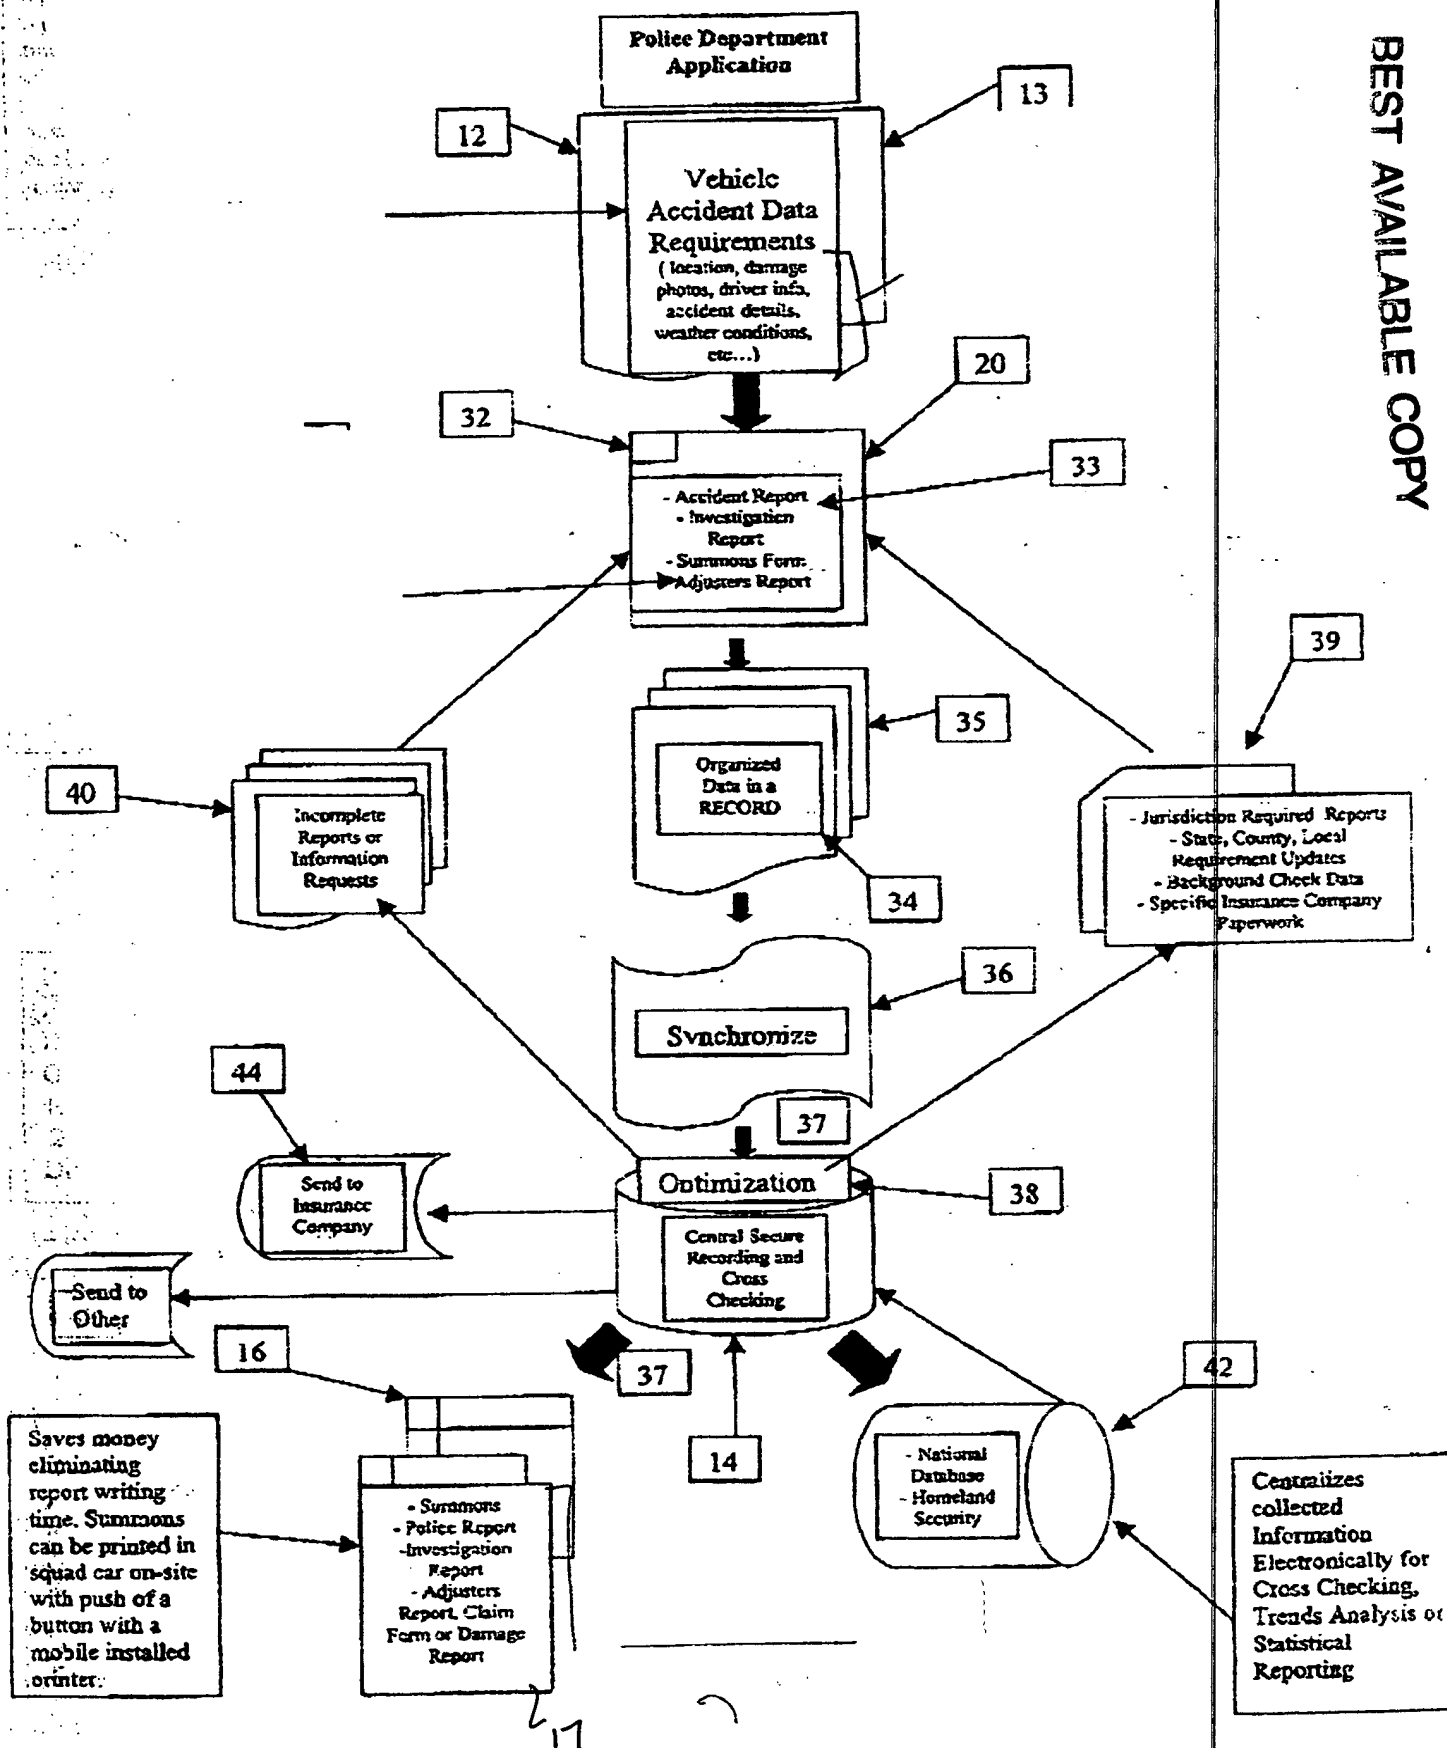 Police Department
Application
13
12
Vehicle
Accident Data
Requirements
( location, damage
photos, driver info,
accident details,
weather conditions,
etc...)
BEST AVAILABLE COPY
20
32
33
- Accident Report
- Investigation
Report
- Summons Form
Adjusters Report
39
35
Organized
Data in a
RECORD
40
Incomplete
Reports or
Information
Requests
- Jurisdiction Required Reports
- State, County, Local
Requirement Updates
- Background Check Data
- Specific Insurance Company
Paperwork
34
36
Synchronize
44
37
Optimization
38
Send to
Insurance
Company
Central Secure
Recording and
Cross
Checking
Send to
Other
16
37
42
14
Saves money
eliminating
report writing
time. Summons
can be printed in
squad car on-site
with push of a
button with a
mobile installed
printer.
- Summons
- Police Report
-Investigation
Report
- Adjusters
Report, Claim
Form or Damage
Report
- National
Database
- Homeland
Security
Centralizes
collected
Information
Electronically for
Cross Checking,
Trends Analysis or
Statistical
Reporting
17